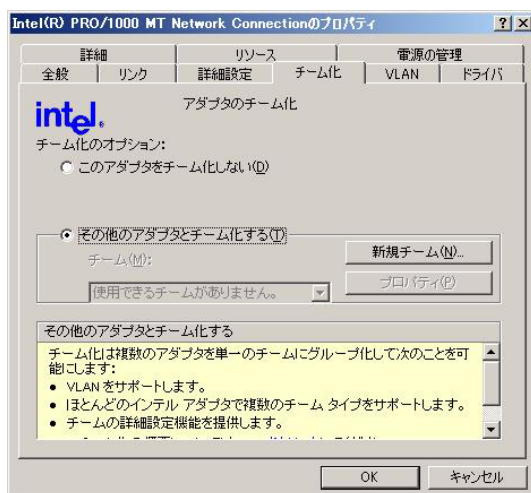 Intel(R) PRO/1000 MT Network Connectionのプロパティ
詳細 リソース 電源の管理
全般 リンク 詳細設定 チーム化 VLAN ドライバ
intel.
アダプタのチーム化
チーム化のオプション:
このアダプタをチーム化しない(D)
その他のアダプタとチーム化する(T)
チーム(M):
新規チーム(N)...
使用できるチームがありません。
プロパティ(P)
その他のアダプタとチーム化する
チーム化は複数のアダプタを単一のチームにグループ化して次のことを可
能にします:
• VLAN をサポートします。
• ほとんどのインテル アダプタで複数のチーム タイプをサポートします。
• チームの詳細設定機能を提供します。
OK キャンセル